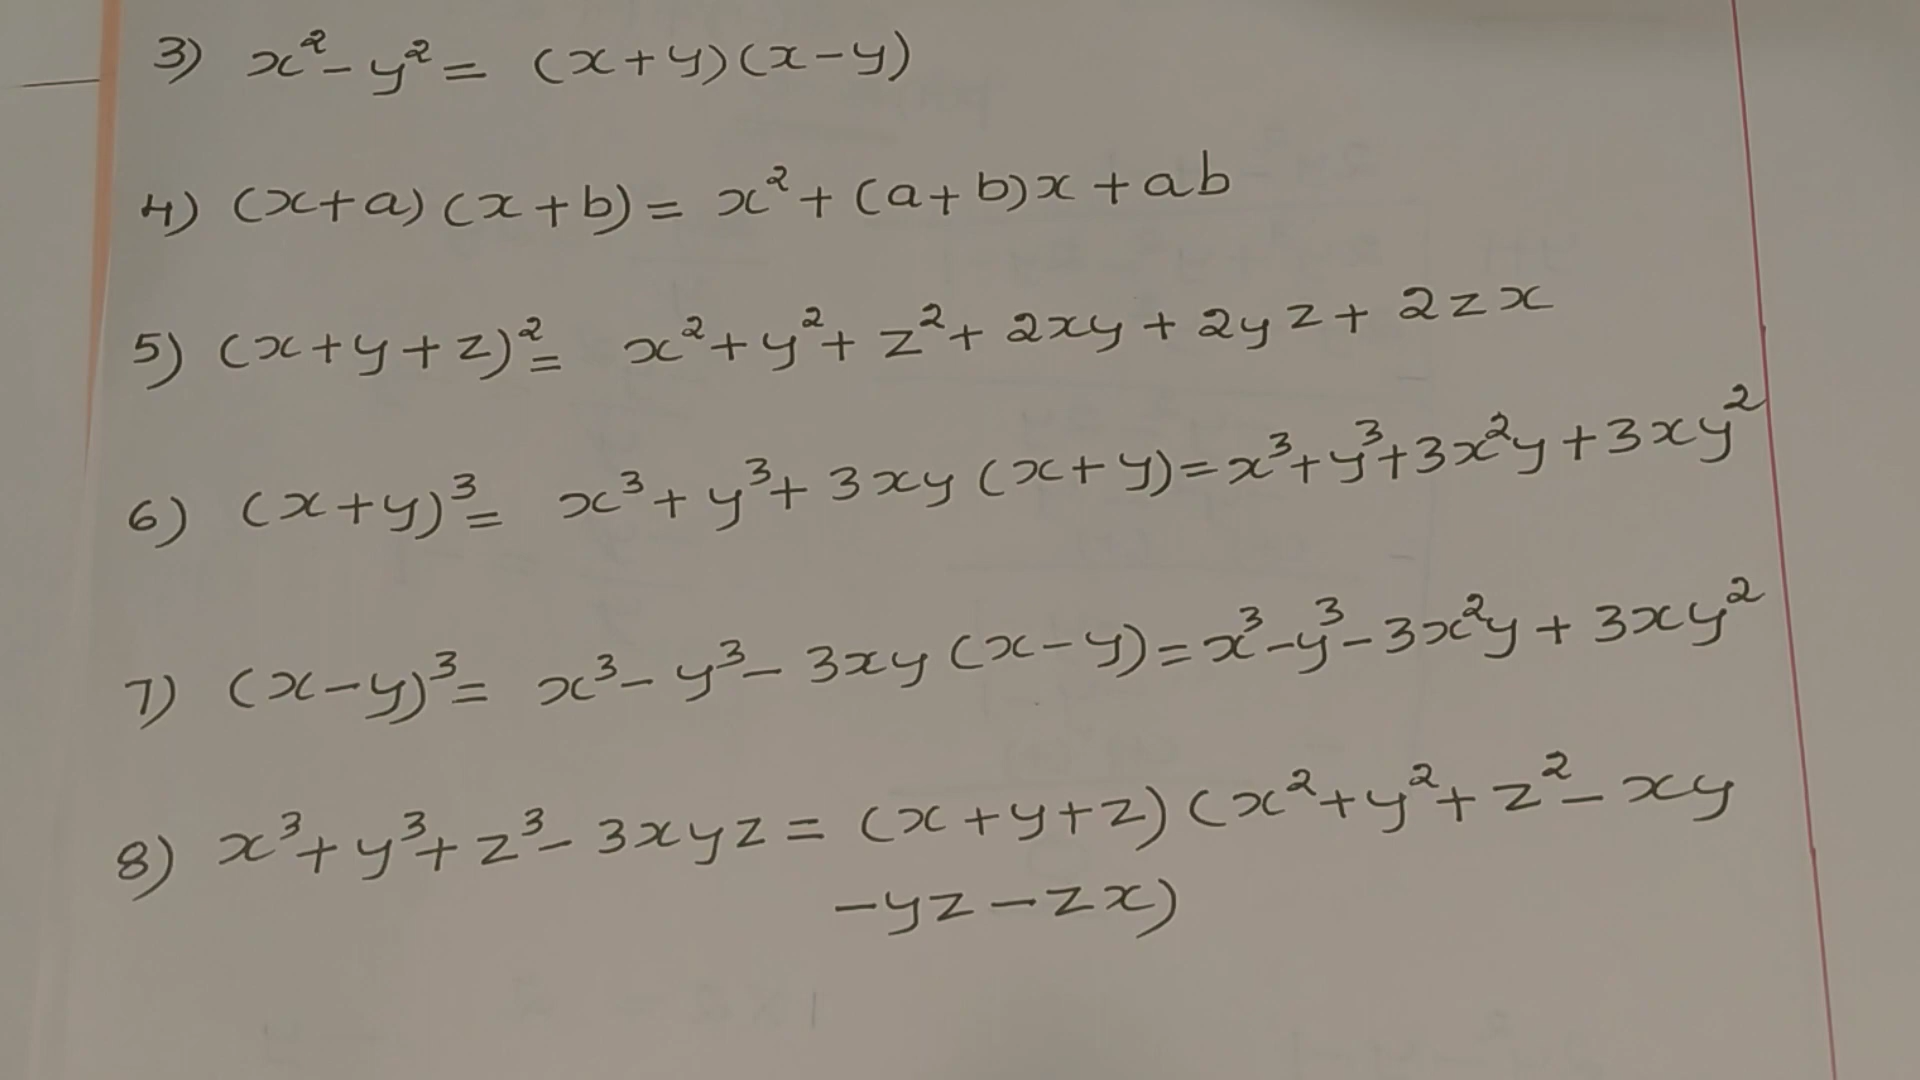 3) x² - y² = (x+y)(x-y)
4) (x+a)(x+b) = x² + (a+b)x + ab
5) (x+y+z)² = x² + y² + z² + 2xy + 2yz + 2zx
6) (x+y)³ = x³ + y³ + 3xy(x+y) = x³ + y³ + 3x²y + 3xy²
7) (x-y)³ = x³ - y³ - 3xy(x-y) = x³ - y³ - 3x²y + 3xy²
8) x³ + y³ + z³ - 3xyz = (x+y+z)(x² + y² + z² - xy
-yz - zx)